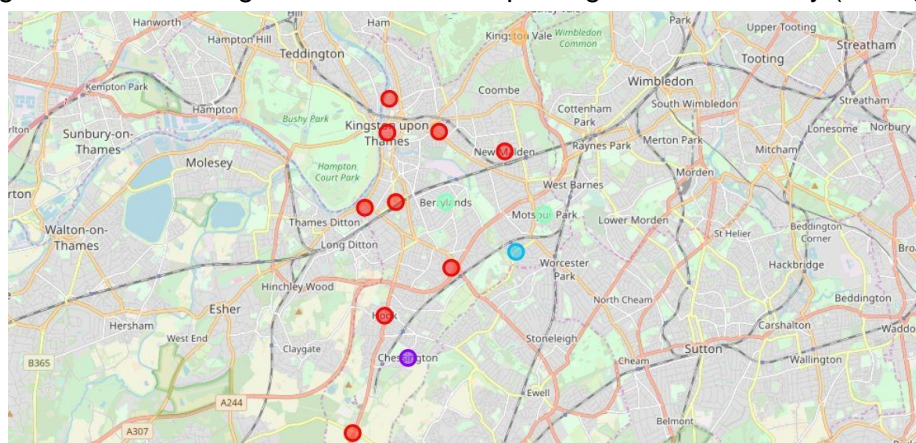 Hanworth
Ham
Kingston Vale
Wimbledon
Common
Park
Upper Tooting
Hampton Hill
Teddington
Streatham
Tooting
Wimbledon
Kempton Park
Coombe
Hampton
Bushy Park
Cottenham
Park
South Wimbledon
Streatham
Sunbury-on-
Thames
Kingston upon
Thames
Lonesome
Norbury
New Malden
Raynes Park
Merton Park
Mitcham
Molesey
Hampton
Court Park
West Barnes
Morden
Berrylands
Motspur Park
Lower Morden
Thames Ditton
Walton-on-
Thames
Long Ditton
St Helier
Beddington
Corner
Worcester
Park
Hackbridge
Hinchley Wood
North Cheam
Beddington
Esher
Hook
Hersham
West End
Claygate
Chessington
Stoneleigh
Carshalton
Sutton
Wallington
Cheam
B365
Ewell
A244
Belmont
A307